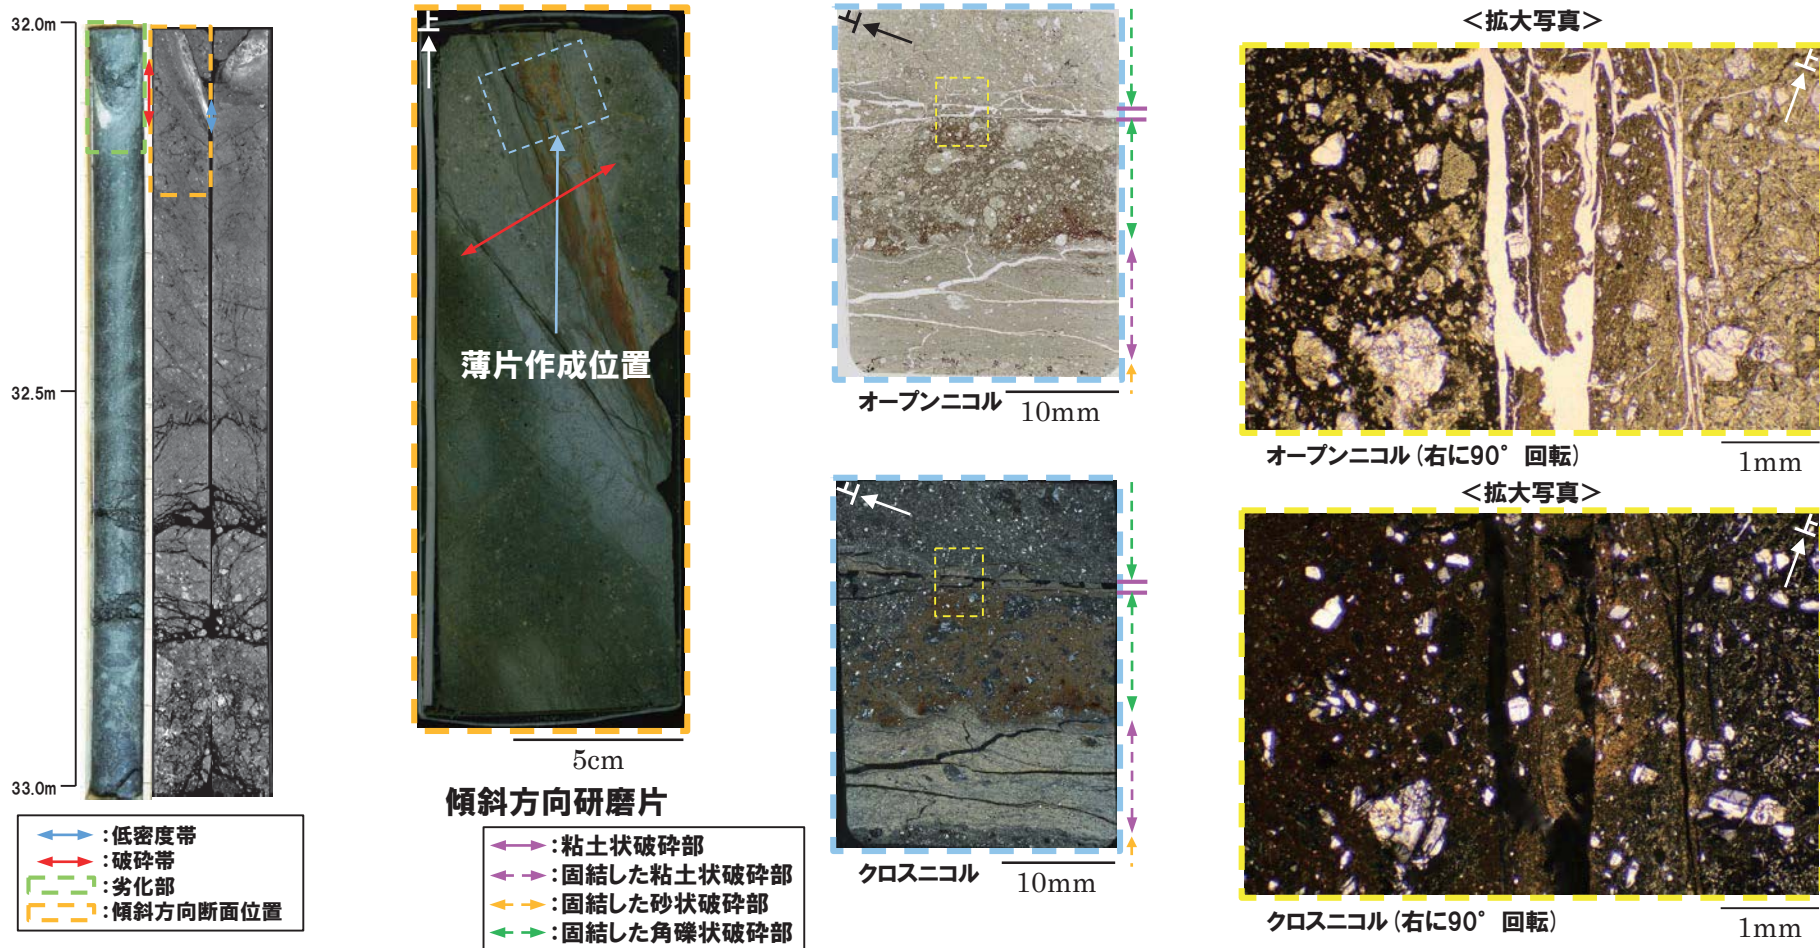 32.0m
32.5m
33.0m
:低密度帯
:破砕帯
:劣化部
:傾斜方向断面位置
上
薄片作成位置
5cm
傾斜方向研磨片
:粘土状破砕部
:固結した粘土状破砕部
:固結した砂状破砕部
:固結した角礫状破砕部
上
オープンニコル
10mm
上
クロスニコル
10mm
<拡大写真>
上
オープンニコル (右に90° 回転)
1mm
<拡大写真>
上
クロスニコル (右に90° 回転)
1mm